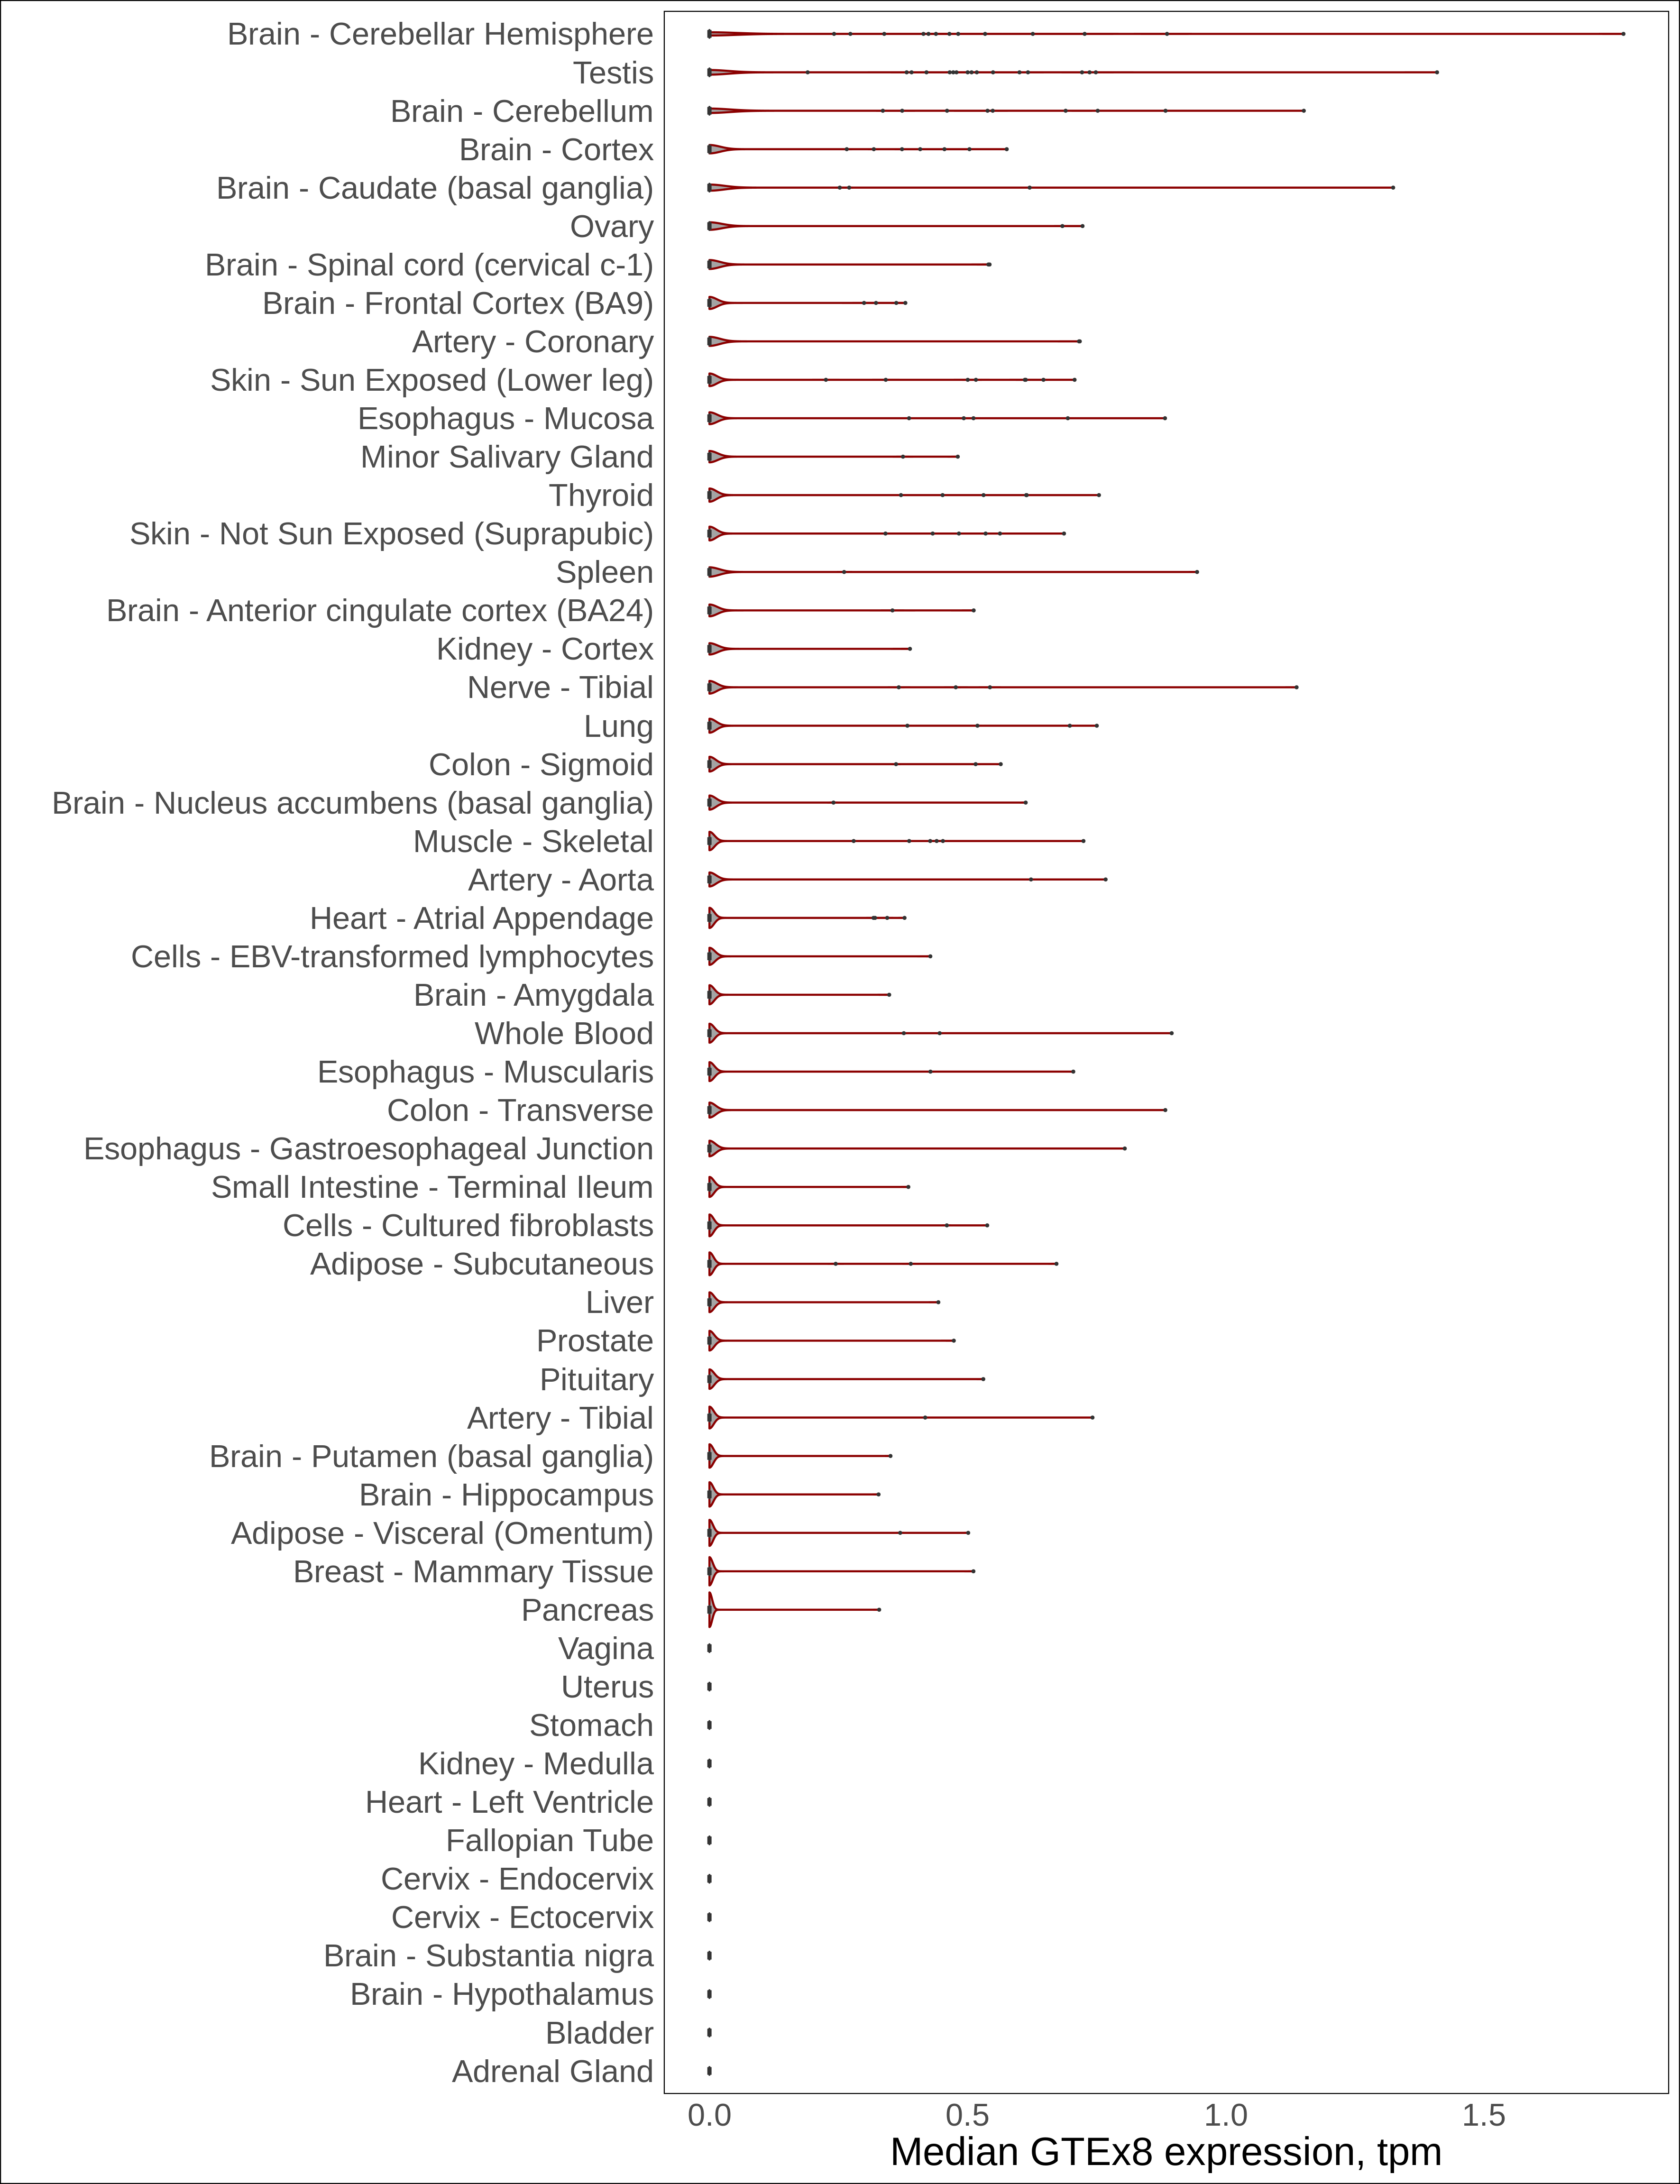 Brain - Cerebellar Hemisphere
Testis
Brain - Cerebellum
Brain - Cortex
Brain - Caudate (basal ganglia)
Ovary
Brain - Spinal cord (cervical c-1)
Brain - Frontal Cortex (BA9)
Artery - Coronary
Skin - Sun Exposed (Lower leg)
Esophagus - Mucosa
Minor Salivary Gland
Thyroid
Skin - Not Sun Exposed (Suprapubic)
Spleen
Brain - Anterior cingulate cortex (BA24)
Kidney - Cortex
Nerve - Tibial
Lung
Colon - Sigmoid
Brain - Nucleus accumbens (basal ganglia)
Muscle - Skeletal
Artery - Aorta
Heart - Atrial Appendage
Cells - EBV-transformed lymphocytes
Brain - Amygdala
Whole Blood
Esophagus - Muscularis
Colon - Transverse
Esophagus - Gastroesophageal Junction
Small Intestine - Terminal Ileum
Cells - Cultured fibroblasts
Adipose - Subcutaneous
Liver
Prostate
Pituitary
Artery - Tibial
Brain - Putamen (basal ganglia)
Brain - Hippocampus
Adipose - Visceral (Omentum)
Breast - Mammary Tissue
Pancreas
Vagina
Uterus
Stomach
Kidney - Medulla
Heart - Left Ventricle
Fallopian Tube
Cervix - Endocervix
Cervix - Ectocervix
Brain - Substantia nigra
Brain - Hypothalamus
Bladder
Adrenal Gland
0.0 0.5 1.0 1.5
Median GTEx8 expression, tpm